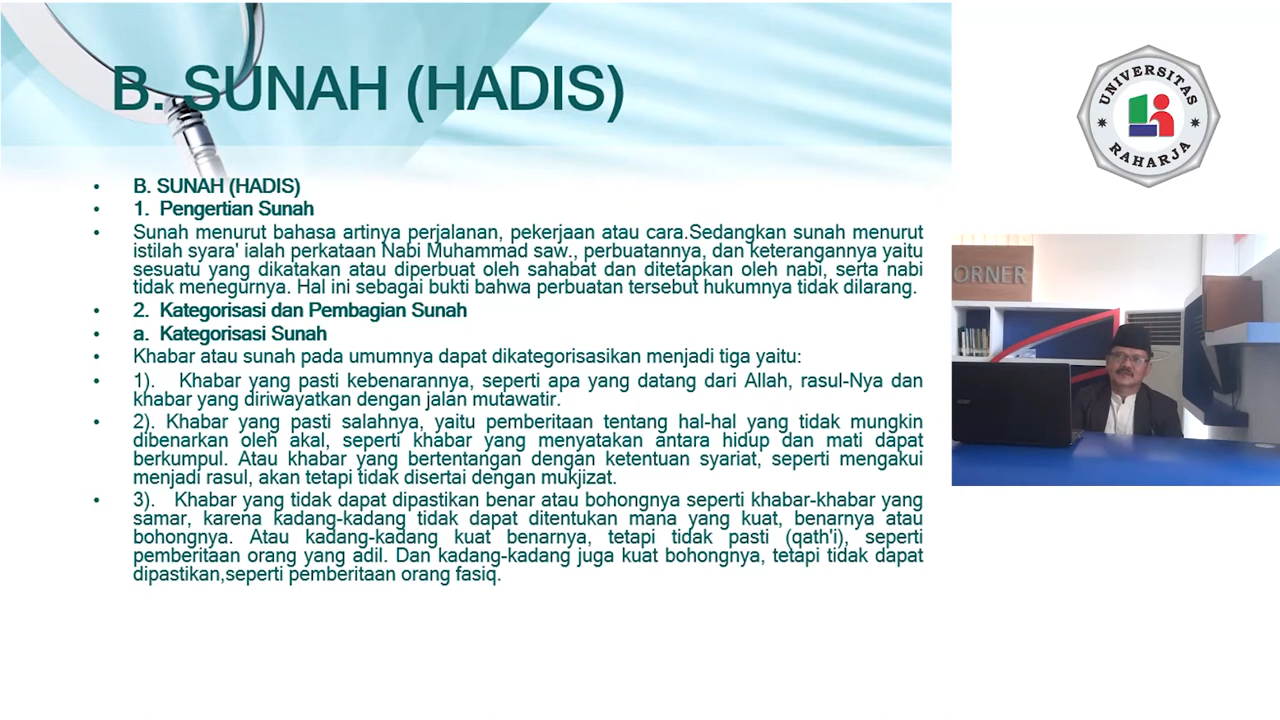 B. SUNAH (HADIS)
B. SUNAH (HADIS)
1. Pengertian Sunah
Sunah menurut bahasa artinya perjalanan, pekerjaan atau cara.Sedangkan sunah menurut
istilah syara' ialah perkataan Nabi Muhammad saw., perbuatannya, dan keterangannya yaitu
sesuatu yang dikatakan atau diperbuat oleh sahabat dan ditetapkan oleh nabi, serta nabi
tidak menegurnya. Hal ini sebagai bukti bahwa perbuatan tersebut hukumnya tidak dilarang.
2. Kategorisasi dan Pembagian Sunah
a. Kategorisasi Sunah
Khabar atau sunah pada umumnya dapat dikategorisasikan menjadi tiga yaitu:
1). Khabar yang pasti kebenarannya, seperti apa yang datang dari Allah, rasul-Nya dan
khabar yang diriwayatkan dengan jalan mutawatir.
2). Khabar yang pasti salahnya, yaitu pemberitaan tentang hal-hal yang tidak mungkin
dibenarkan oleh akal, seperti khabar yang menyatakan antara hidup dan mati dapat
berkumpul. Atau khabar yang bertentangan dengan ketentuan syariat, seperti mengakui
menjadi rasul, akan tetapi tidak disertai dengan mukjizat.
3). Khabar yang tidak dapat dipastikan benar atau bohongnya seperti khabar-khabar yang
samar, karena kadang-kadang tidak dapat ditentukan mana yang kuat, benarnya atau
bohongnya. Atau kadang-kadang kuat benarnya, tetapi tidak pasti (qath'i), seperti
pemberitaan orang yang adil. Dan kadang-kadang juga kuat bohongnya, tetapi tidak dapat
dipastikan,seperti pemberitaan orang fasiq.
UNIVERSITAS
RAHARJA
ORNER